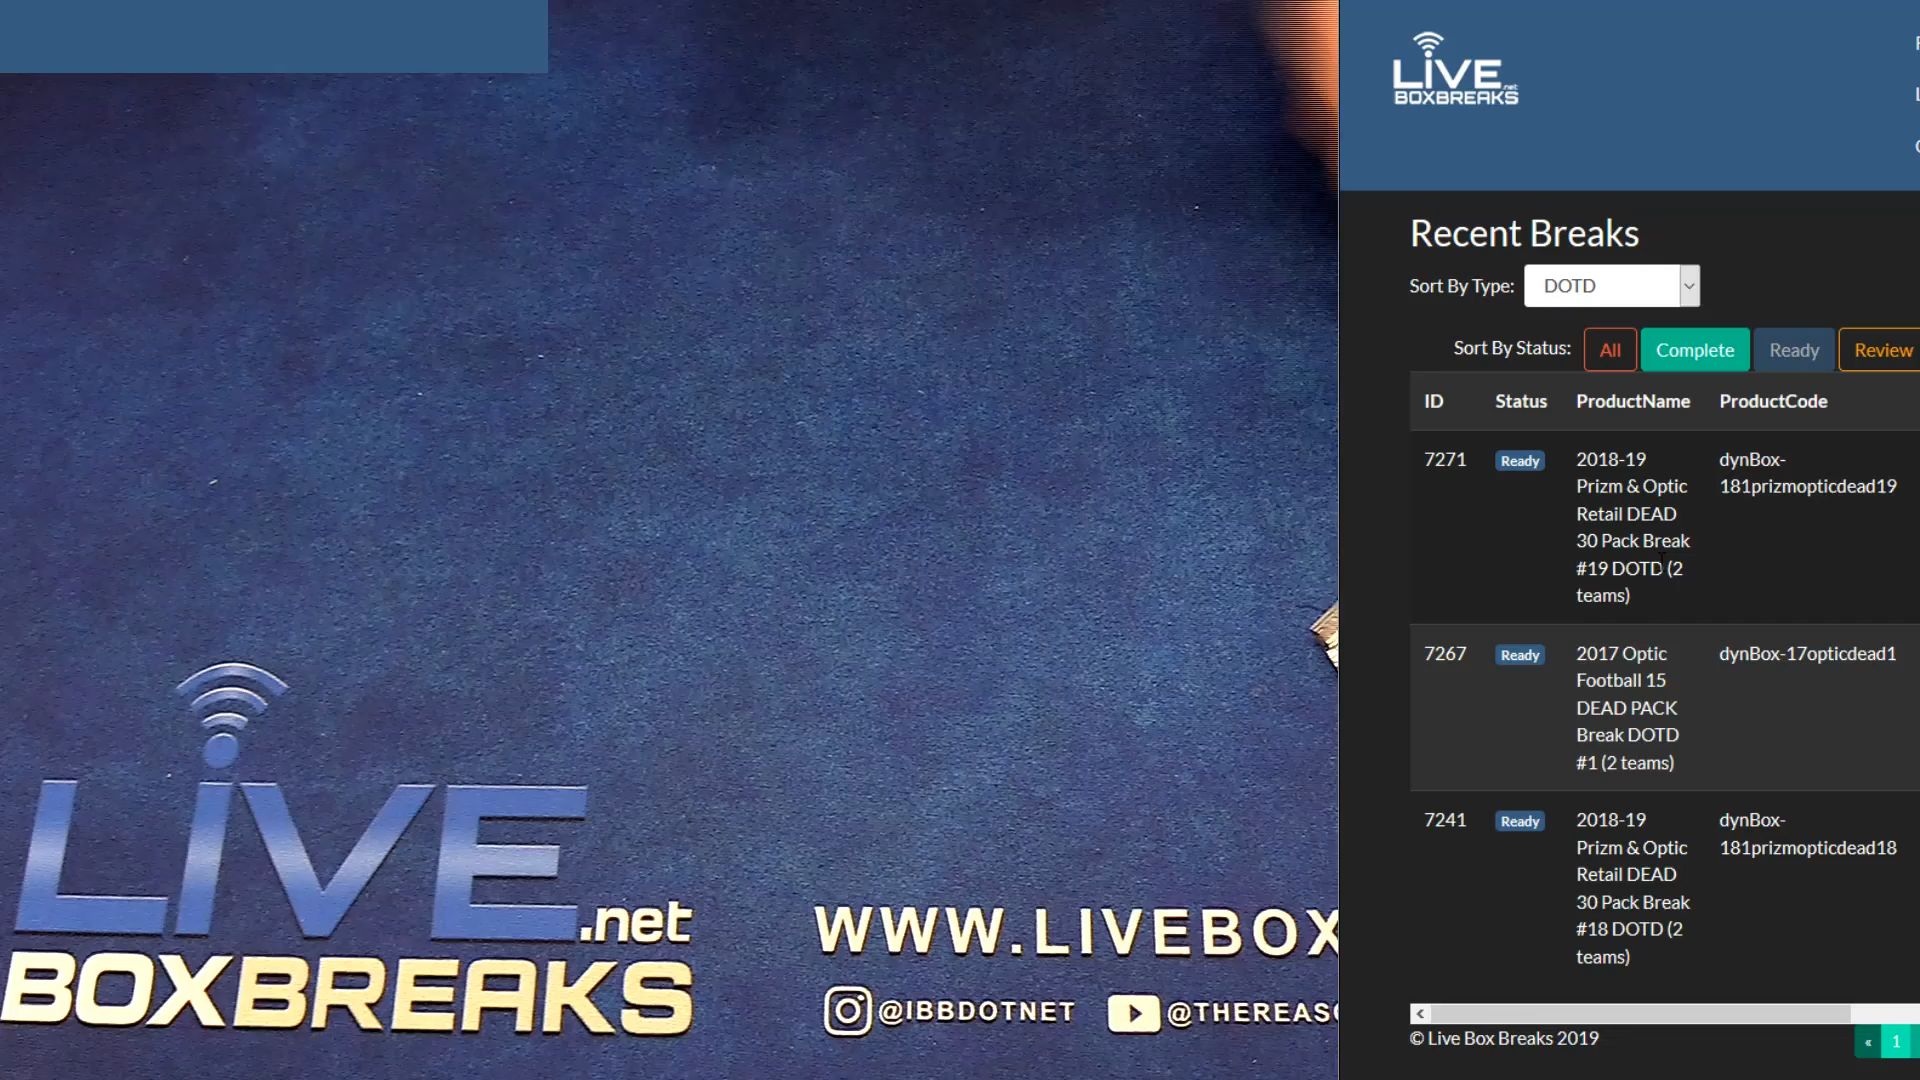 LIVE
.net
BOXBREAKS
WWW.LIVEBOX
@IBBDOTNET
LIVE
.net
BOXBREAKS
Recent Breaks
Sort By Type: DOTD
Sort By Status: All Complete Ready Review
ID Status ProductName ProductCode
7271 Ready 2018-19 dynBox-
Prizm & Optic 181prizmopticdead19
Retail DEAD
30 Pack Break
#19 DOTD (2
teams)
7267 Ready 2017 Optic dynBox-17opticdead1
Football 15
DEAD PACK
Break DOTD
#1 (2 teams)
7241 Ready 2018-19 dynBox-
Prizm & Optic 181prizmopticdead18
Retail DEAD
30 Pack Break
#18 DOTD (2
teams)
© Live Box Breaks 2019
« 1